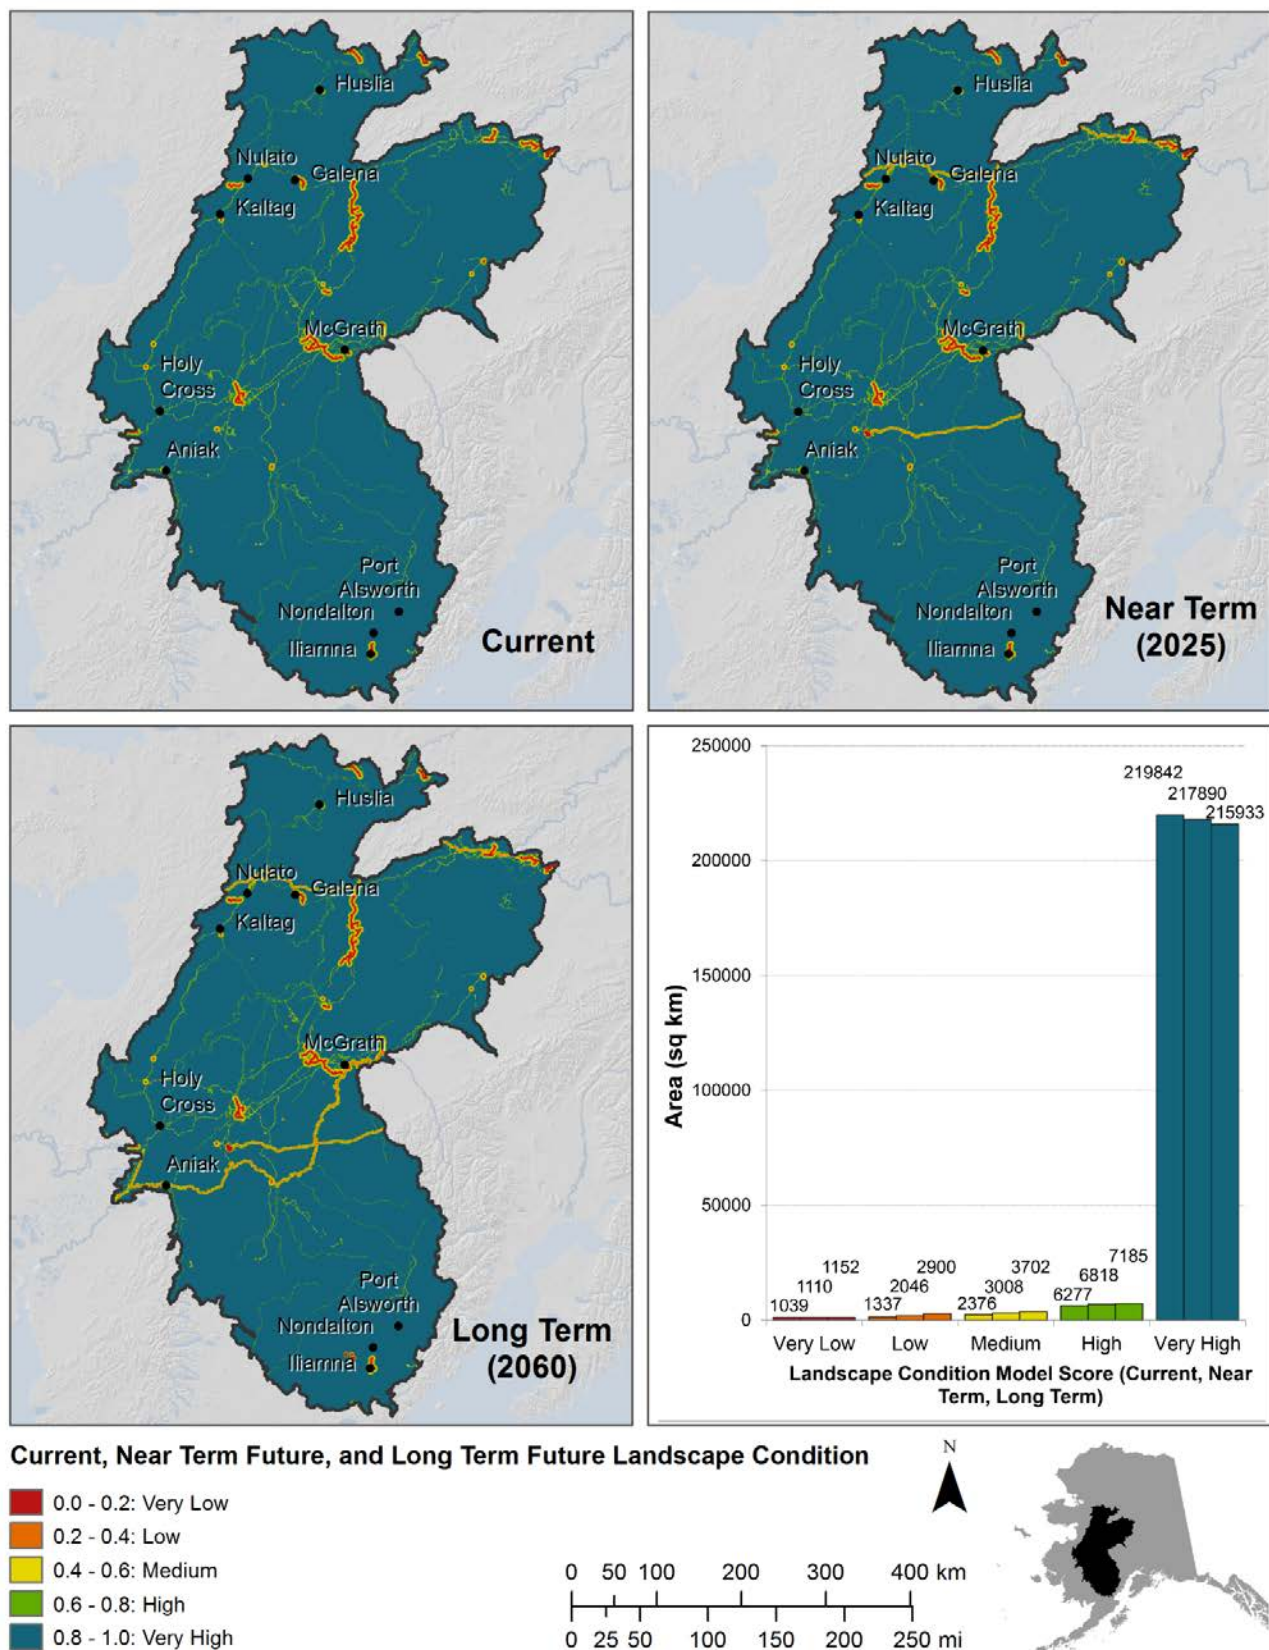 Huslia
Nulato
Galena
Kaltag
McGrath
Holy
Cross
Aniak
Port
Alsworth
Nondalton
Iliamna
Current
Huslia
Nulato
Galena
Kaltag
McGrath
Holy
Cross
Aniak
Port
Alsworth
Nondalton
Iliamna
Near Term
(2025)
Huslia
Nulato
Galena
Kaltag
McGrath
Holy
Cross
Aniak
Port
Alsworth
Nondalton
Iliamna
Long Term
(2060)
250000
200000
150000
100000
50000
0
Area (sq km)
219842
217890
215933
1039
1110
1152
1337
2046
2900
2376
3008
3702
6277
6818
7185
Very Low
Low
Medium
High
Very High
Landscape Condition Model Score (Current, Near
Term, Long Term)
Current, Near Term Future, and Long Term Future Landscape Condition
0.0 - 0.2: Very Low
0.2 - 0.4: Low
0.4 - 0.6: Medium
0.6 - 0.8: High
0.8 - 1.0: Very High
0 50 100 200 300 400 km
0 25 50 100 150 200 250 mi
N